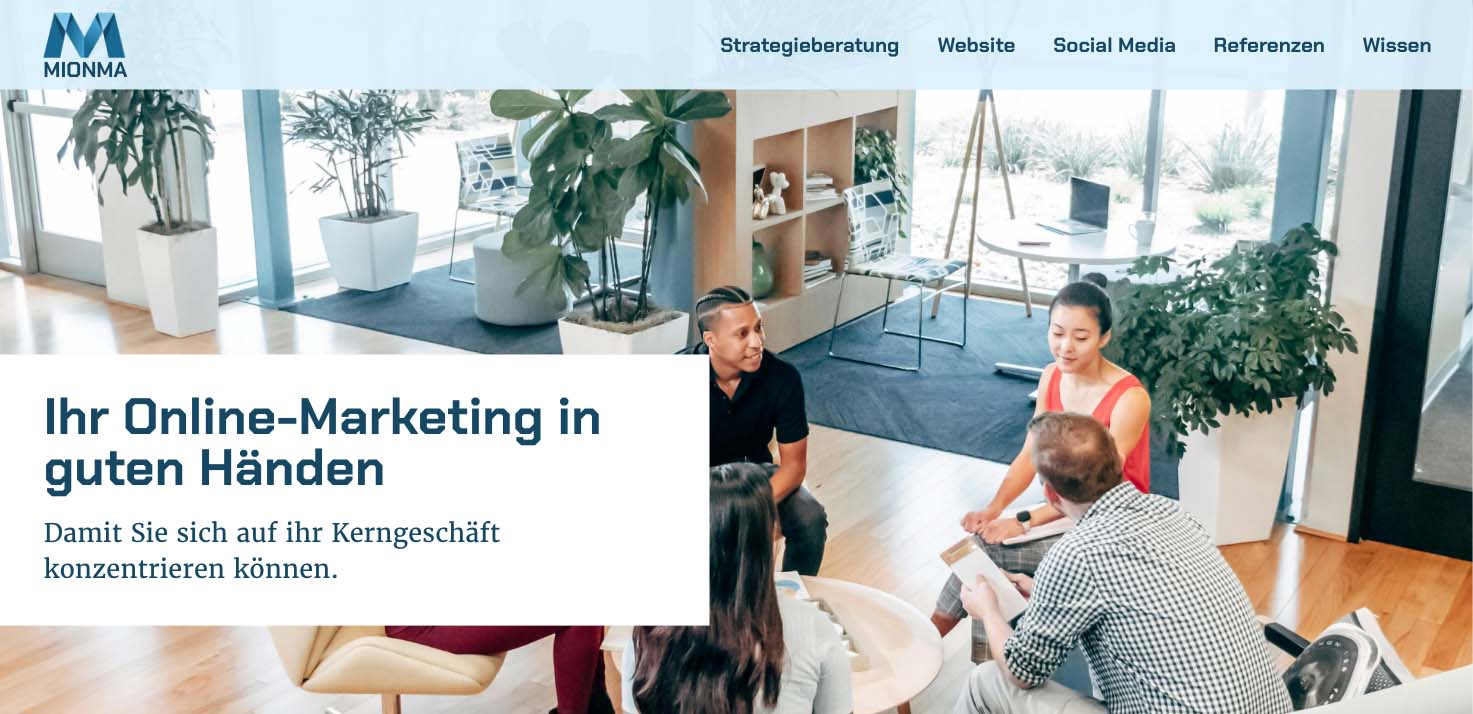 MIONMA
Strategieberatung Website Social Media Referenzen Wissen
Ihr Online-Marketing in
guten Händen
Damit Sie sich auf ihr Kerngeschäft
konzentrieren können.